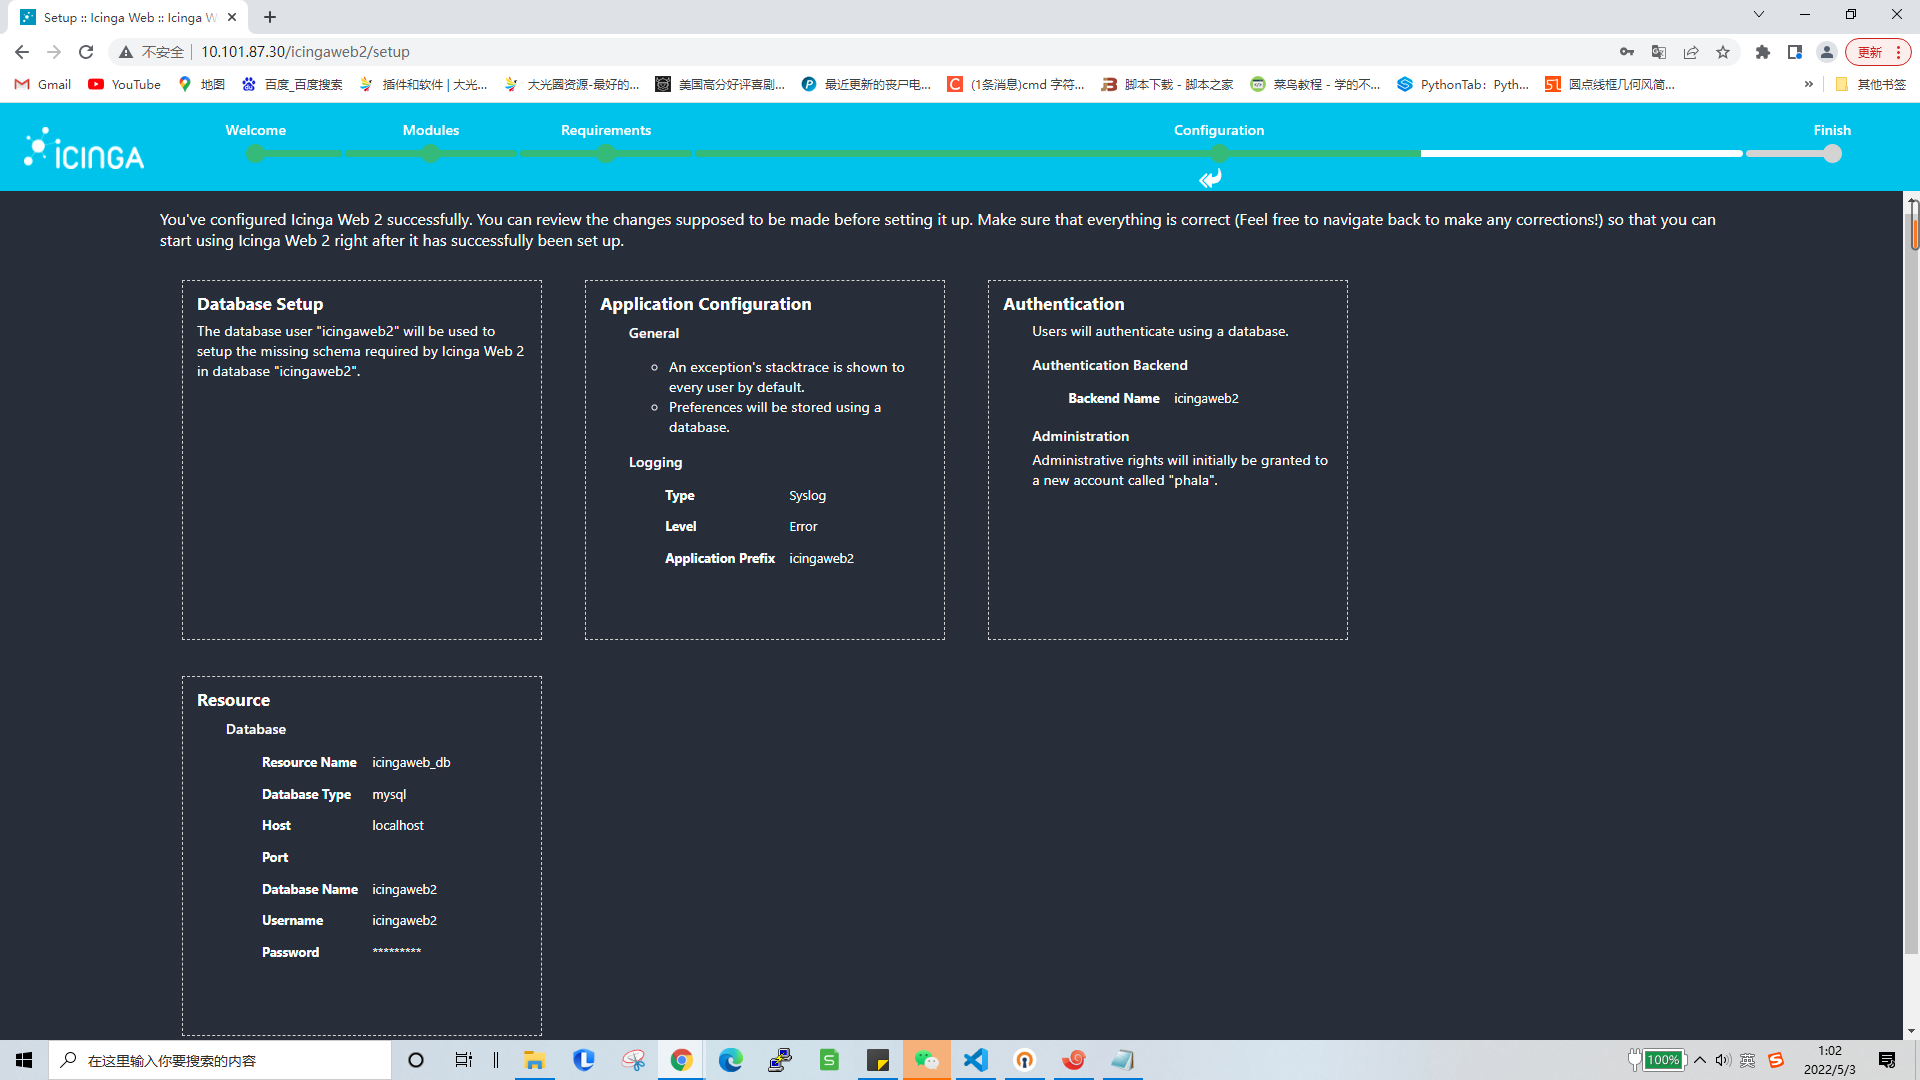 Setup :: Icinga Web :: Icinga W
不安全 10.101.87.30/icingaweb2/setup
更新
Gmail YouTube 地图 百度_百度搜索 插件和软件 | 大光... 大光圈资源-最好的... 美国高分好评喜剧... 最近更新的丧尸电... (1条消息)cmd 字符... 脚本下载 - 脚本之家 菜鸟教程 - 学的不... PythonTab：Pyth... 圆点线框几何风简... » 其他书签
ICINGA
Welcome Modules Requirements Configuration Finish
You've configured Icinga Web 2 successfully. You can review the changes supposed to be made before setting it up. Make sure that everything is correct (Feel free to navigate back to make any corrections!) so that you can
start using Icinga Web 2 right after it has successfully been set up.
Database Setup
The database user "icingaweb2" will be used to
setup the missing schema required by Icinga Web 2
in database "icingaweb2".
Application Configuration
General
An exception's stacktrace is shown to
every user by default.
Preferences will be stored using a
database.
Logging
Type Syslog
Level Error
Application Prefix icingaweb2
Authentication
Users will authenticate using a database.
Authentication Backend
Backend Name icingaweb2
Administration
Administrative rights will initially be granted to
a new account called "phala".
Resource
Database
Resource Name icingaweb_db
Database Type mysql
Host localhost
Port
Database Name icingaweb2
Username icingaweb2
Password *********
在这里输入你要搜索的内容
100%
英
1:02
2022/5/3